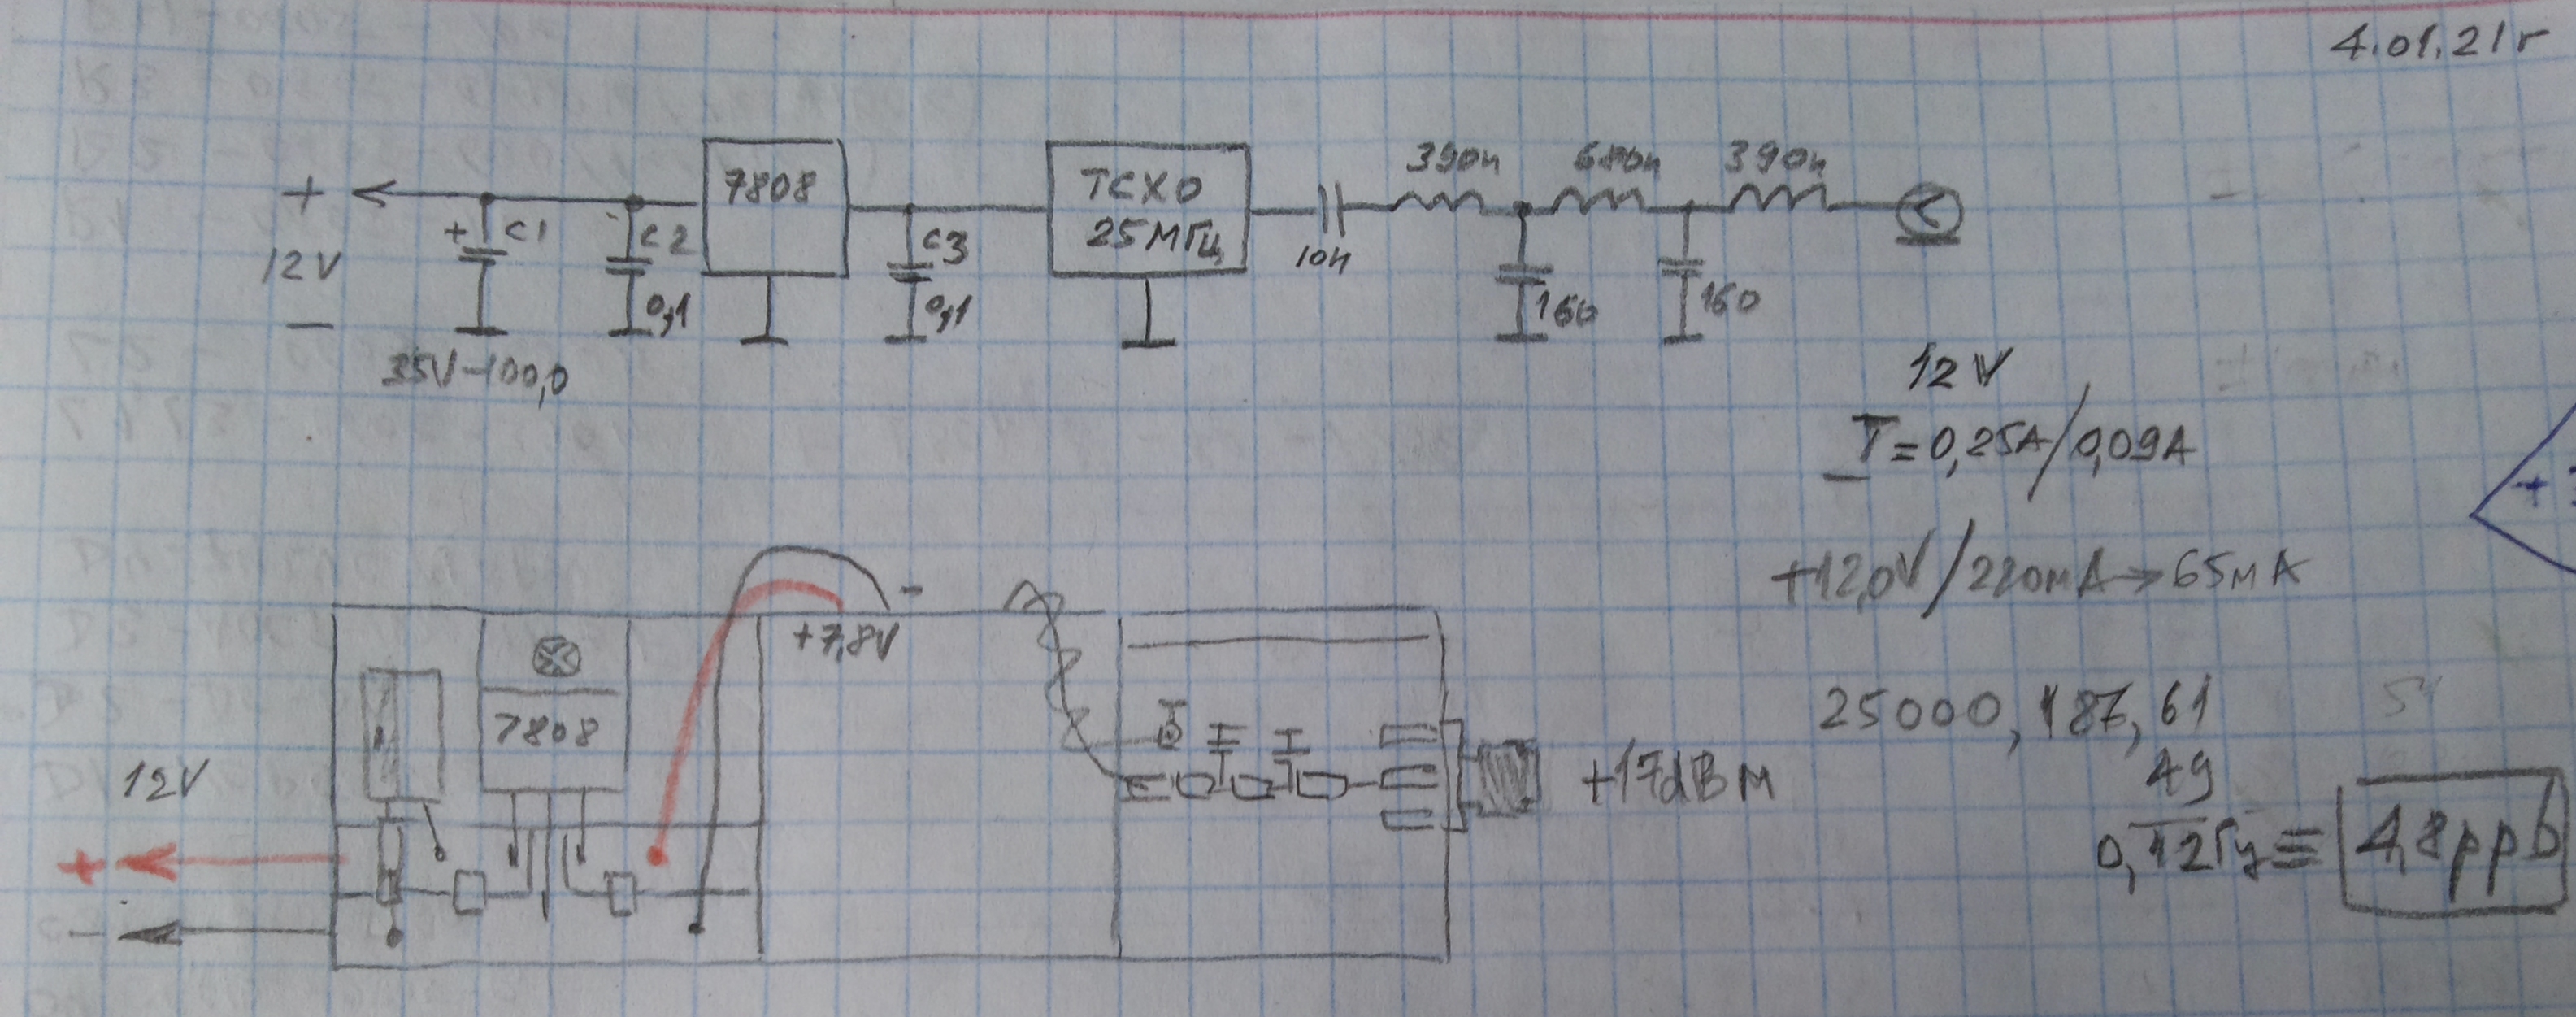 4.01.21г
390н 680н 390н
+ 7808 TCXO
12V + C1 C2 C3 25МГц 10н
— 0,1 0,1 160 160
35V-100,0
12V
I=0,25A/0,09A
+12,0V/220мА→65мА
-
+7,8V
7808
25000,187,61
49
12V +17dBм
0,12Гц = 4,8ppb
+
-